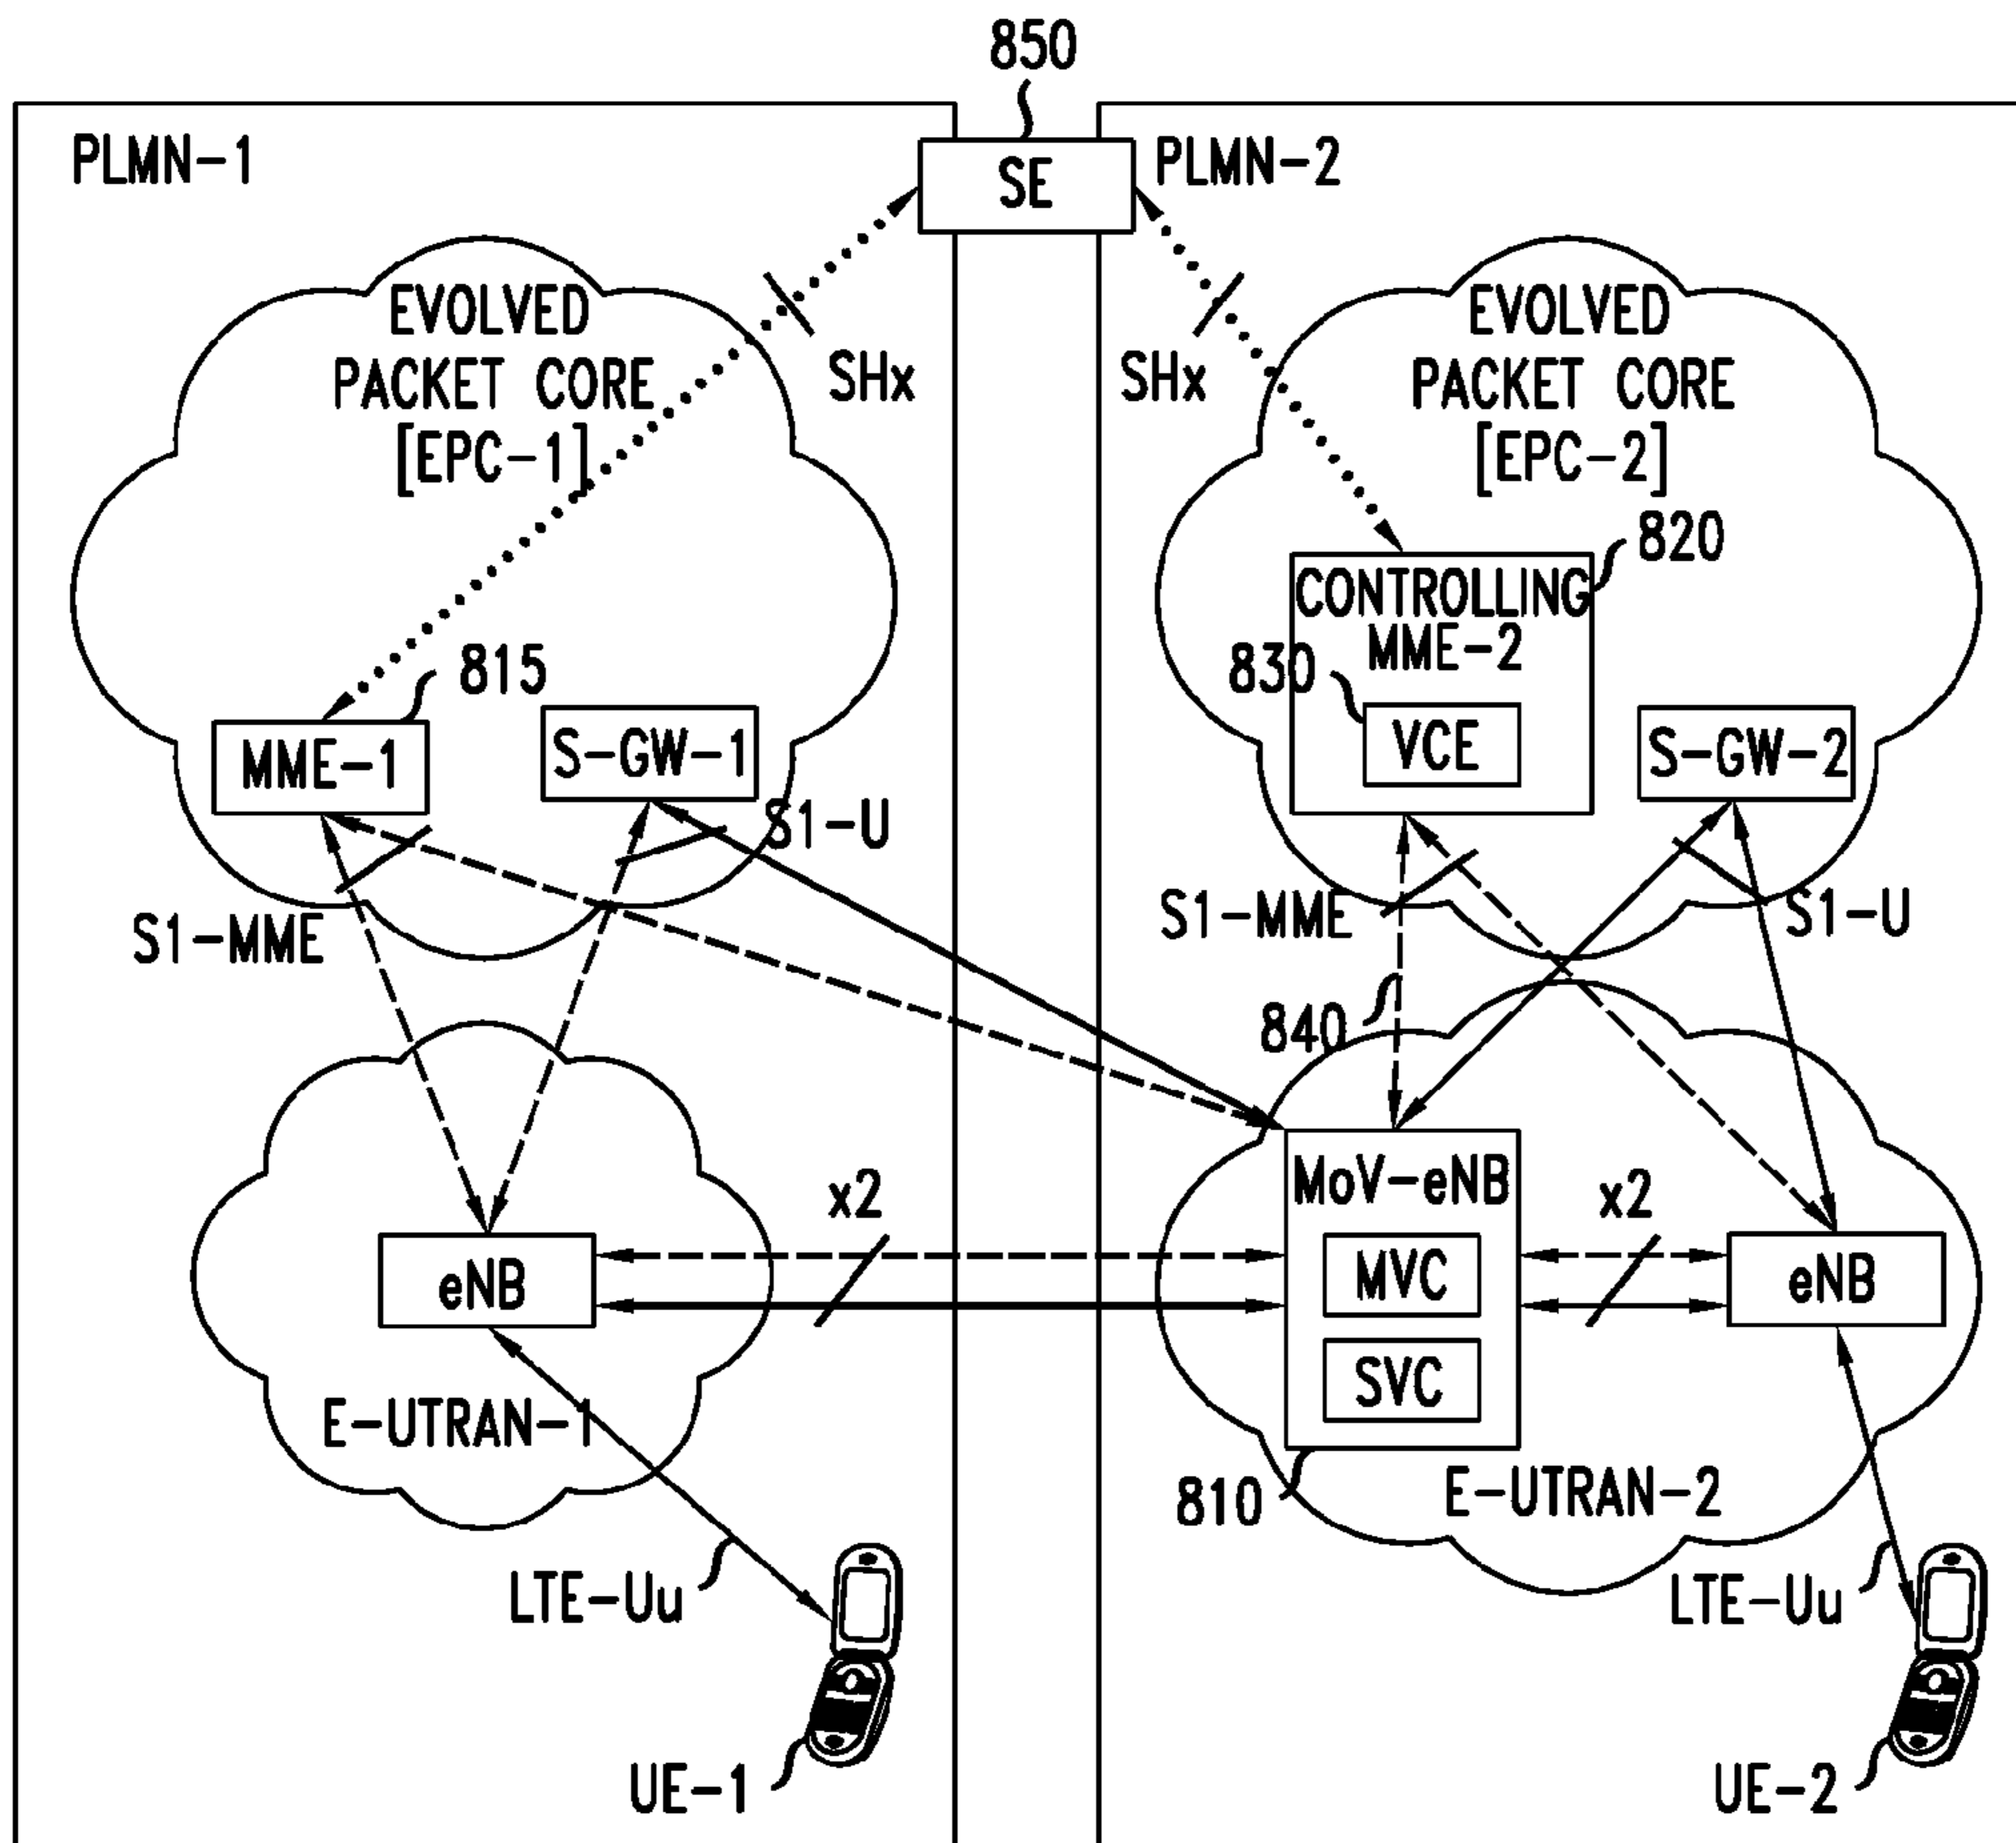 850
PLMN-1
SE
PLMN-2
EVOLVED
PACKET CORE
[EPC-1]
SHx
SHx
EVOLVED
PACKET CORE
[EPC-2]
820
CONTROLLING
MME-2
830
VCE
815
MME-1
S-GW-1
S-GW-2
S1-U
S1-MME
S1-MME
S1-U
840
x2
MoV-eNB
x2
eNB
MVC
eNB
SVC
E-UTRAN-1
810
E-UTRAN-2
LTE-Uu
LTE-Uu
UE-1
UE-2